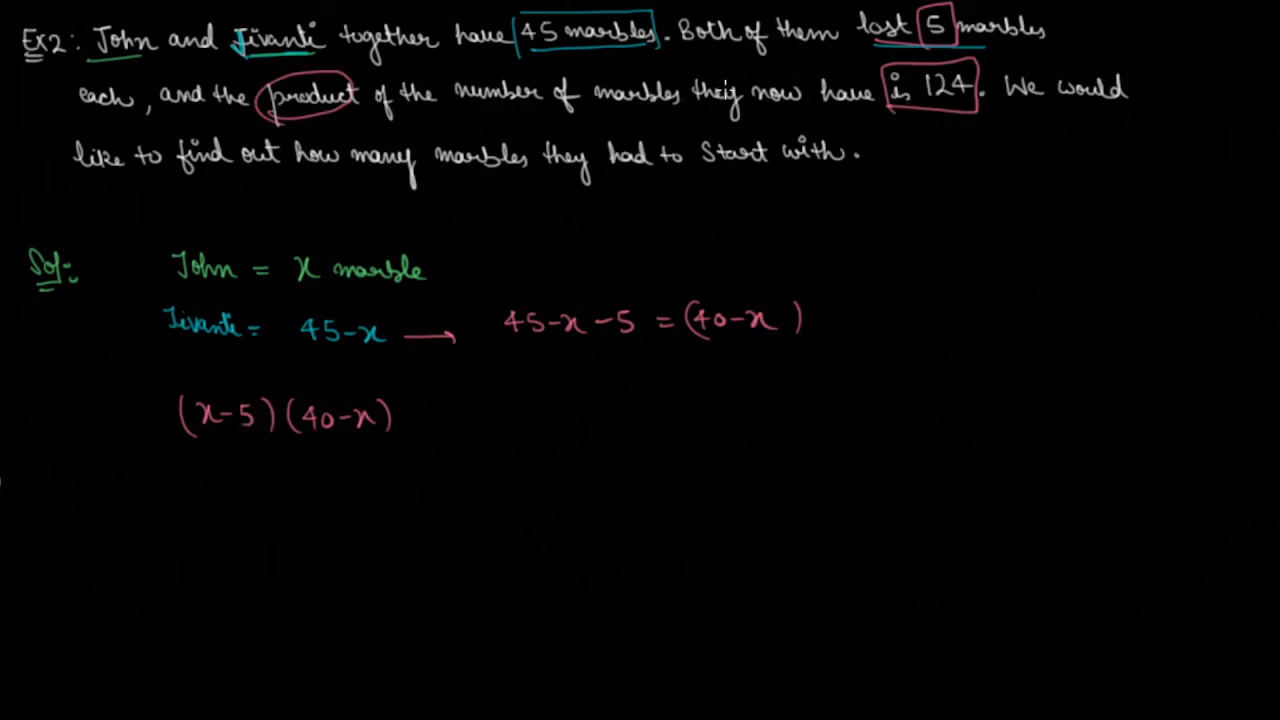 Ex2: John and Jivanti together have 45 marbles. Both of them lost 5 marbles
each, and the product of the number of marbles they now have is 124. We would
like to find out how many marbles they had to start with.
Sol:- John = x marble
Jivante = 45-x → 45-x-5 = (40-x)
(x-5)(40-x)